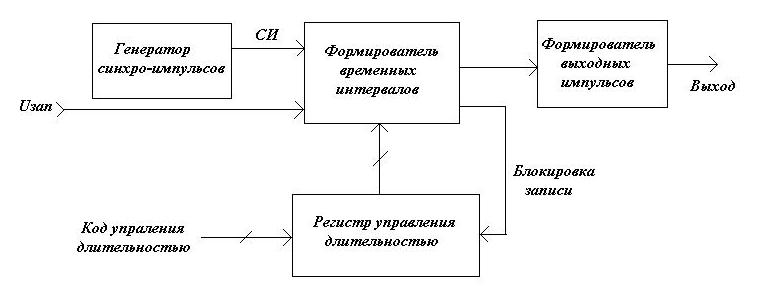 Генератор
синхро-импульсов
СИ
Формирователь
временных
интервалов
Формирователь
выходных
импульсов
Выход
Uзап
Блокировка
записи
Код упраления
длительностью
Регистр управления
длительностью